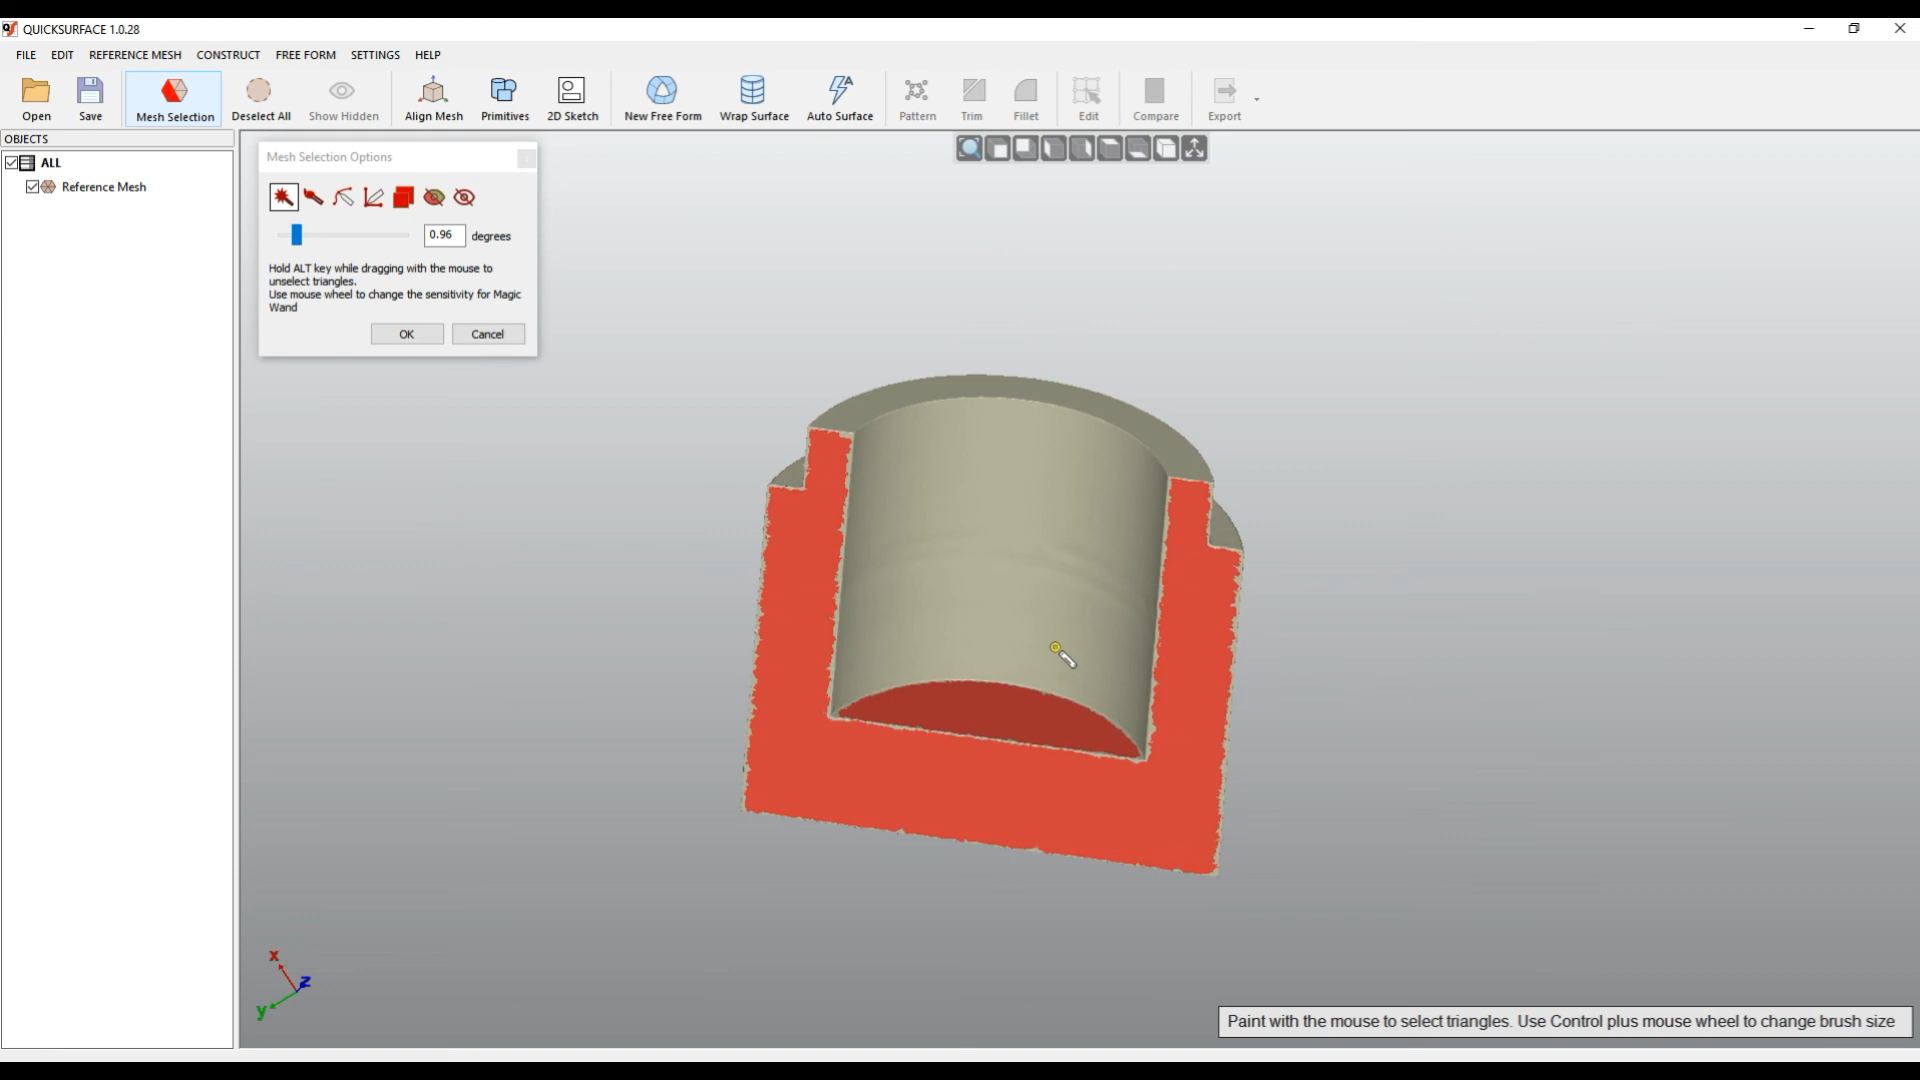 QUICKSURFACE 1.0.28
FILE EDIT REFERENCE MESH CONSTRUCT FREE FORM SETTINGS HELP
Open Save Mesh Selection Deselect All Show Hidden Align Mesh Primitives 2D Sketch New Free Form Wrap Surface Auto Surface Pattern Trim Fillet Edit Compare Export
OBJECTS
ALL
Reference Mesh
Mesh Selection Options
0.96 degrees
Hold ALT key while dragging with the mouse to
unselect triangles.
Use mouse wheel to change the sensitivity for Magic
Wand
OK Cancel
x
z
y
Paint with the mouse to select triangles. Use Control plus mouse wheel to change brush size